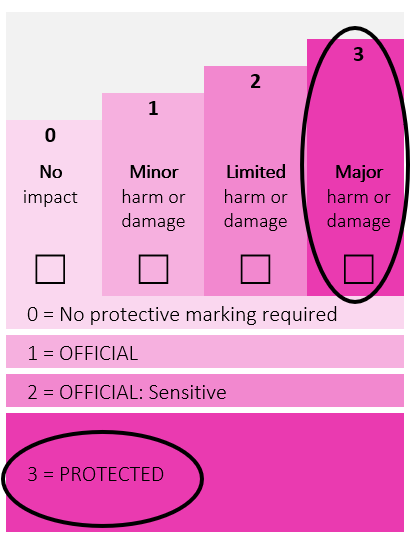 0
No
impact
1
Minor
harm or
damage
2
Limited
harm or
damage
3
Major
harm or
damage
0 = No protective marking required
1 = OFFICIAL
2 = OFFICIAL: Sensitive
3 = PROTECTED